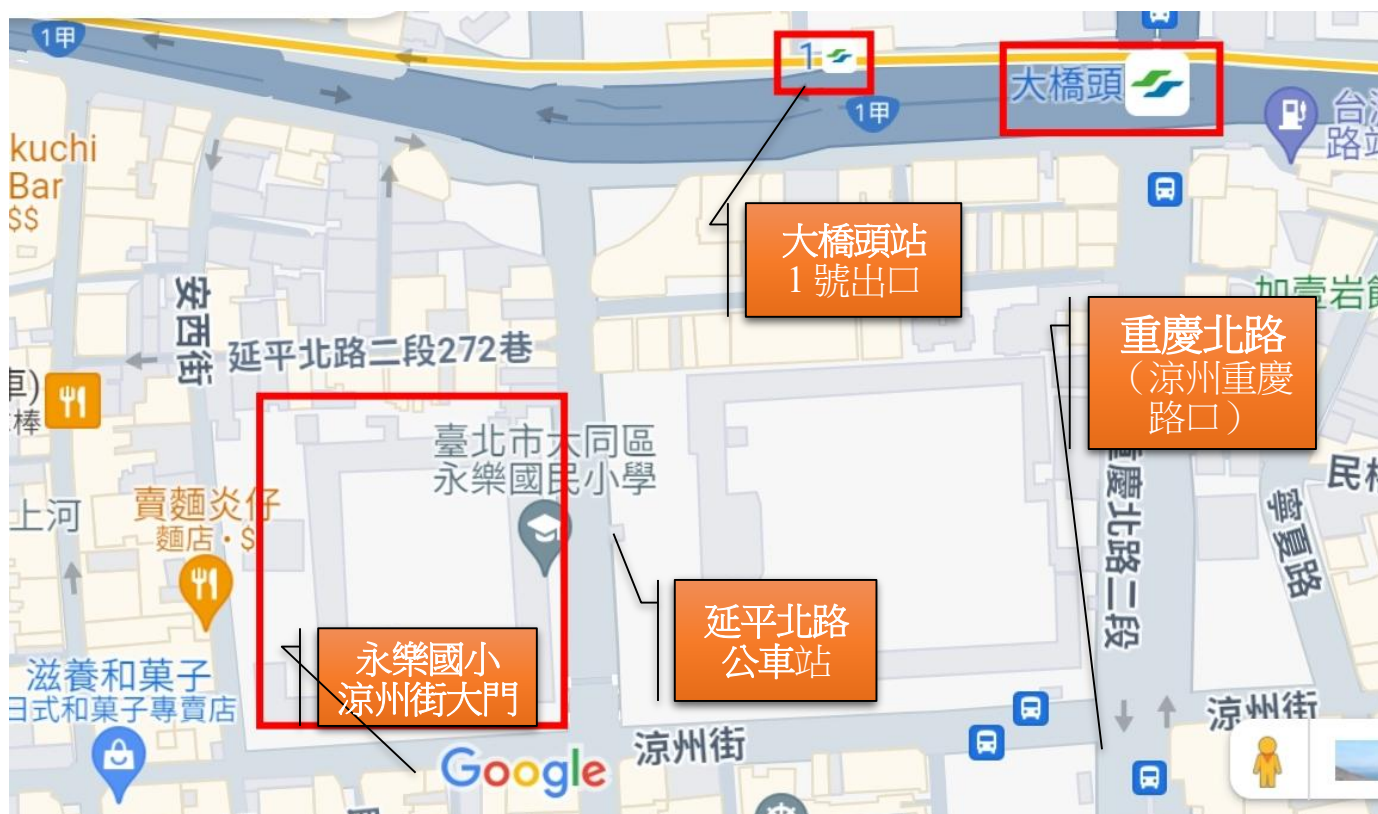 1甲
1
大橋頭
1甲
台
路
kuchi
Bar
$$
大橋頭站
1 號出口
安西街
延平北路二段272巷
加壹岩
重慶北路
（涼州重慶
路口）
棒
臺北市大同區
永樂國民小學
重慶北路二段
民
寧夏路
上河
賣麵炎仔
麵店・$
延平北路
公車站
永樂國小
涼州街大門
滋養和菓子
日式和菓子專賣店
涼州街
涼州街
Google